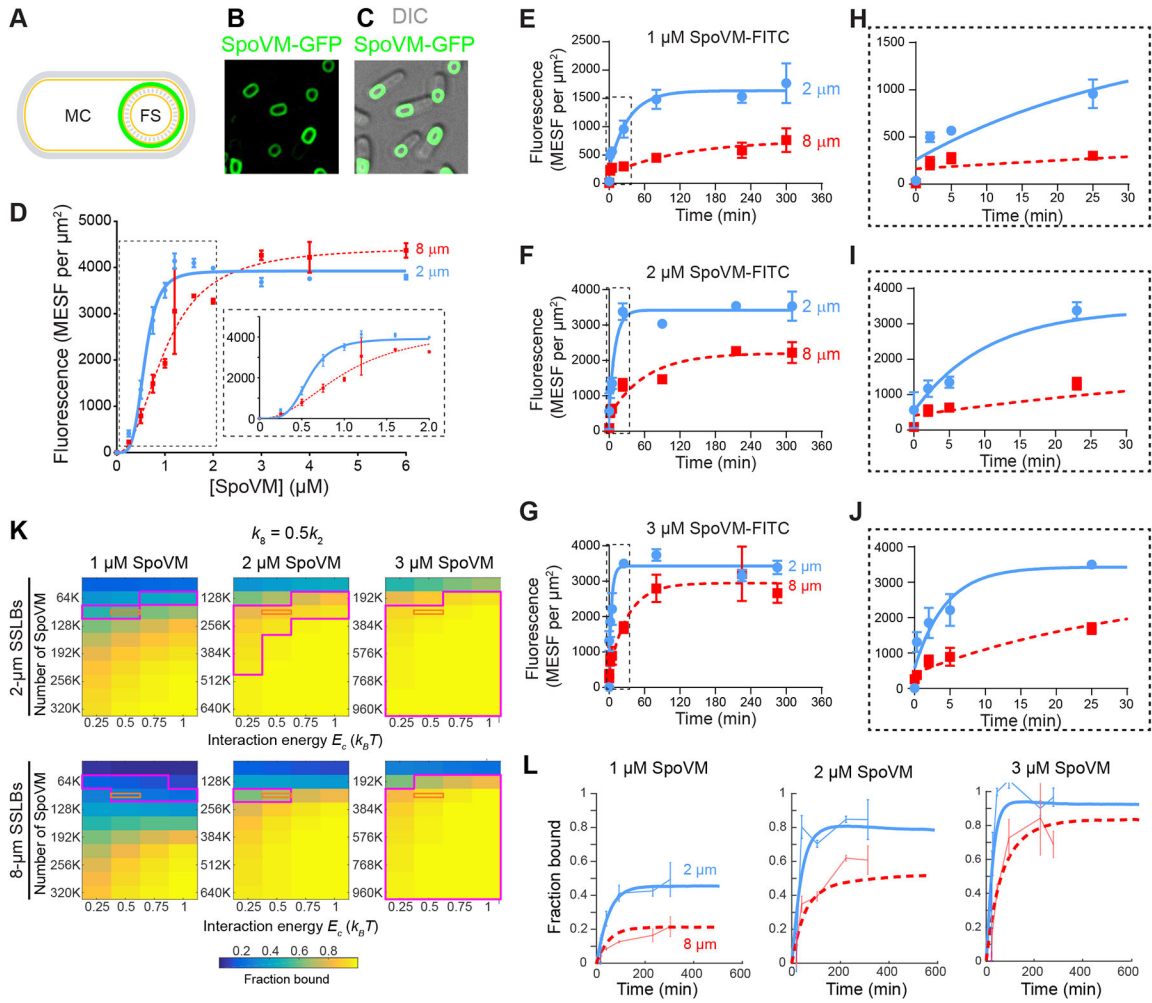 A
MC
FS
B
SpoVM-GFP
C
DIC
SpoVM-GFP
D
Fluorescence (MESF per μm²)
5000
4000
3000
2000
1000
0
0 1 2 3 4 5 6
[SpoVM] (μM)
8 μm
2 μm
4000
2000
0
0.0 0.5 1.0 1.5 2.0
E
1 μM SpoVM-FITC
Fluorescence
(MESF per μm²)
2500
2000
1500
1000
500
0
0 60 120 180 240 300 360
Time (min)
2 μm
8 μm
H
1500
1000
500
0
0 5 10 15 20 25 30
Time (min)
F
2 μM SpoVM-FITC
Fluorescence
(MESF per μm²)
4000
3000
2000
1000
0
0 60 120 180 240 300 360
Time (min)
2 μm
8 μm
I
4000
3000
2000
1000
0
0 5 10 15 20 25 30
Time (min)
G
3 μM SpoVM-FITC
Fluorescence
(MESF per μm²)
4000
3000
2000
1000
0
0 60 120 180 240 300 360
Time (min)
2 μm
8 μm
J
4000
3000
2000
1000
0
0 5 10 15 20 25 30
Time (min)
K
k₈ = 0.5k₂
1 μM SpoVM 2 μM SpoVM 3 μM SpoVM
2-μm SSLBs
Number of SpoVM
64K
128K
192K
256K
320K
128K
256K
384K
512K
640K
192K
384K
576K
768K
960K
0.25 0.5 0.75 1
0.25 0.5 0.75 1
0.25 0.5 0.75 1
Interaction energy E꜀ (k_BT)
8-μm SSLBs
Number of SpoVM
64K
128K
192K
256K
320K
128K
256K
384K
512K
640K
192K
384K
576K
768K
960K
0.25 0.5 0.75 1
0.25 0.5 0.75 1
0.25 0.5 0.75 1
Interaction energy E꜀ (k_BT)
0.2 0.4 0.6 0.8
Fraction bound
L
1 μM SpoVM
2 μM SpoVM
3 μM SpoVM
Fraction bound
1
0.8
0.6
0.4
0.2
0
0 200 400 600
Time (min)
2 μm
8 μm
1
0.8
0.6
0.4
0.2
0
0 200 400 600
Time (min)
1
0.8
0.6
0.4
0.2
0
0 200 400 600
Time (min)